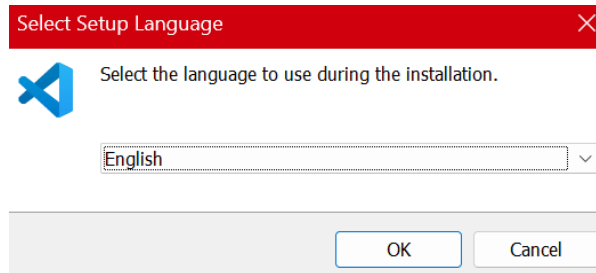 Select Setup Language
Select the language to use during the installation.
English
OK
Cancel